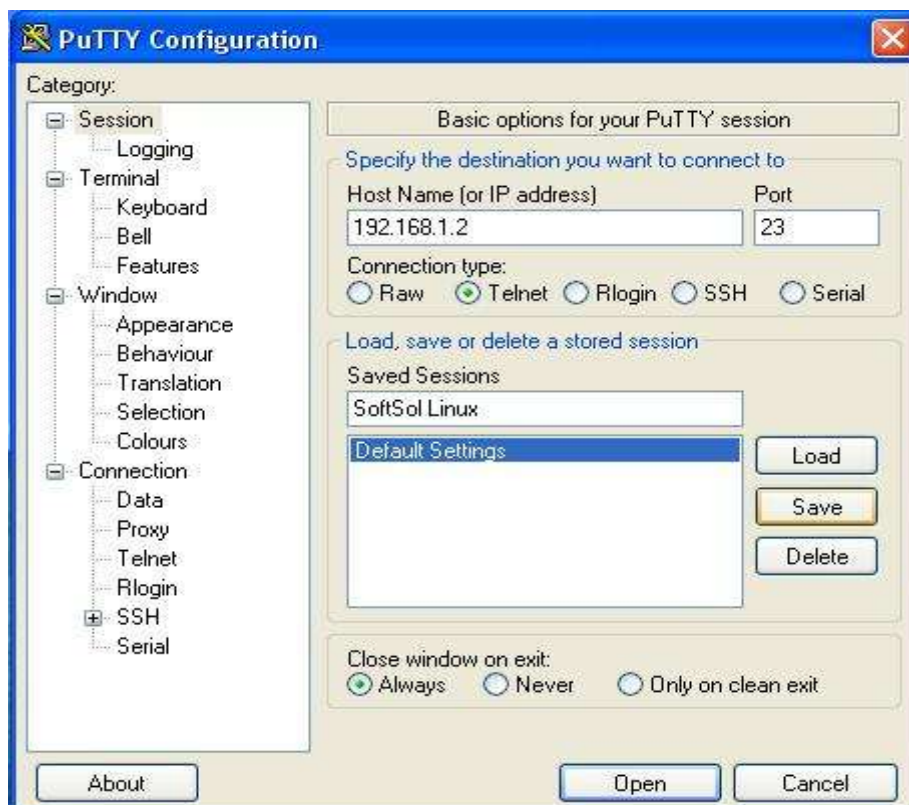 PuTTY Configuration
Category:
Session
Logging
Terminal
Keyboard
Bell
Features
Window
Appearance
Behaviour
Translation
Selection
Colours
Connection
Data
Proxy
Telnet
Rlogin
SSH
Serial
Basic options for your PuTTY session
Specify the destination you want to connect to
Host Name (or IP address) Port
192.168.1.2 23
Connection type:
Raw Telnet Rlogin SSH Serial
Load, save or delete a stored session
Saved Sessions
SoftSol Linux
Default Settings
Load
Save
Delete
Close window on exit:
Always Never Only on clean exit
About Open Cancel